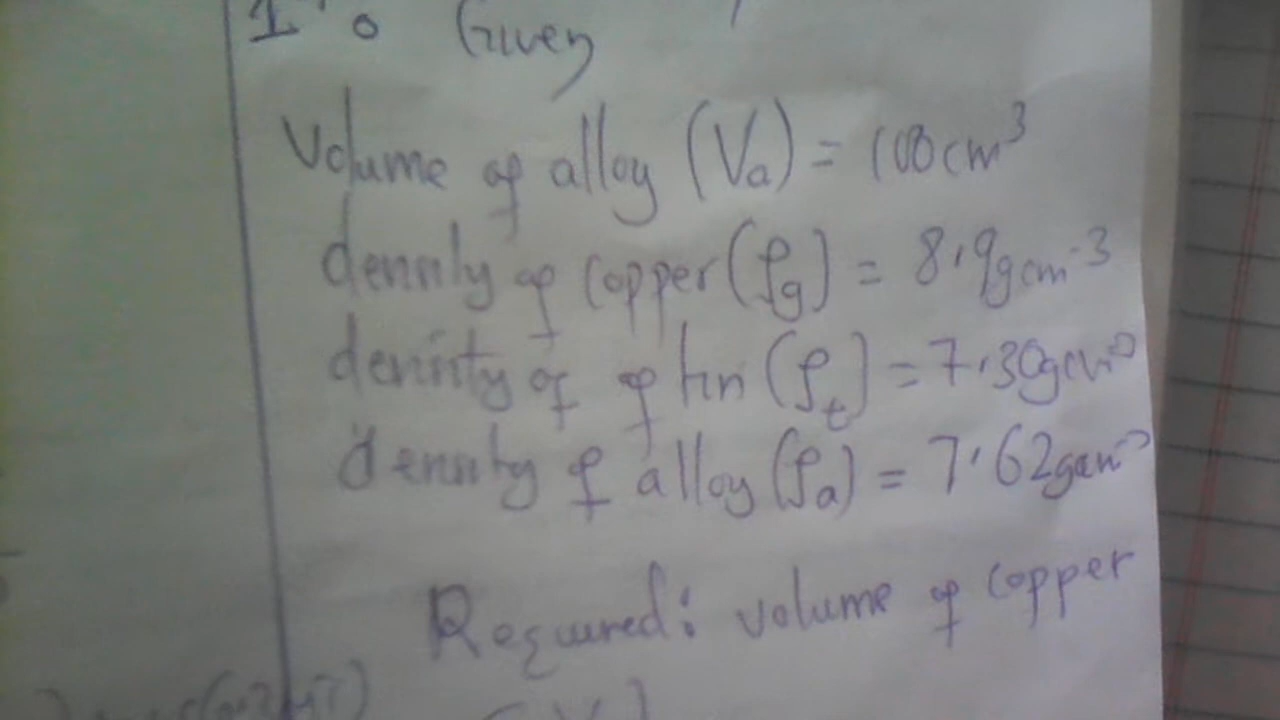 1. Given
Volume of alloy (Va) = 100cm³
density of copper (ρg) = 8.9gcm⁻³
density of of tin (ρt) = 7.30gcm⁻³
density of alloy (ρa) = 7.62gcm⁻³
Required: volume of copper